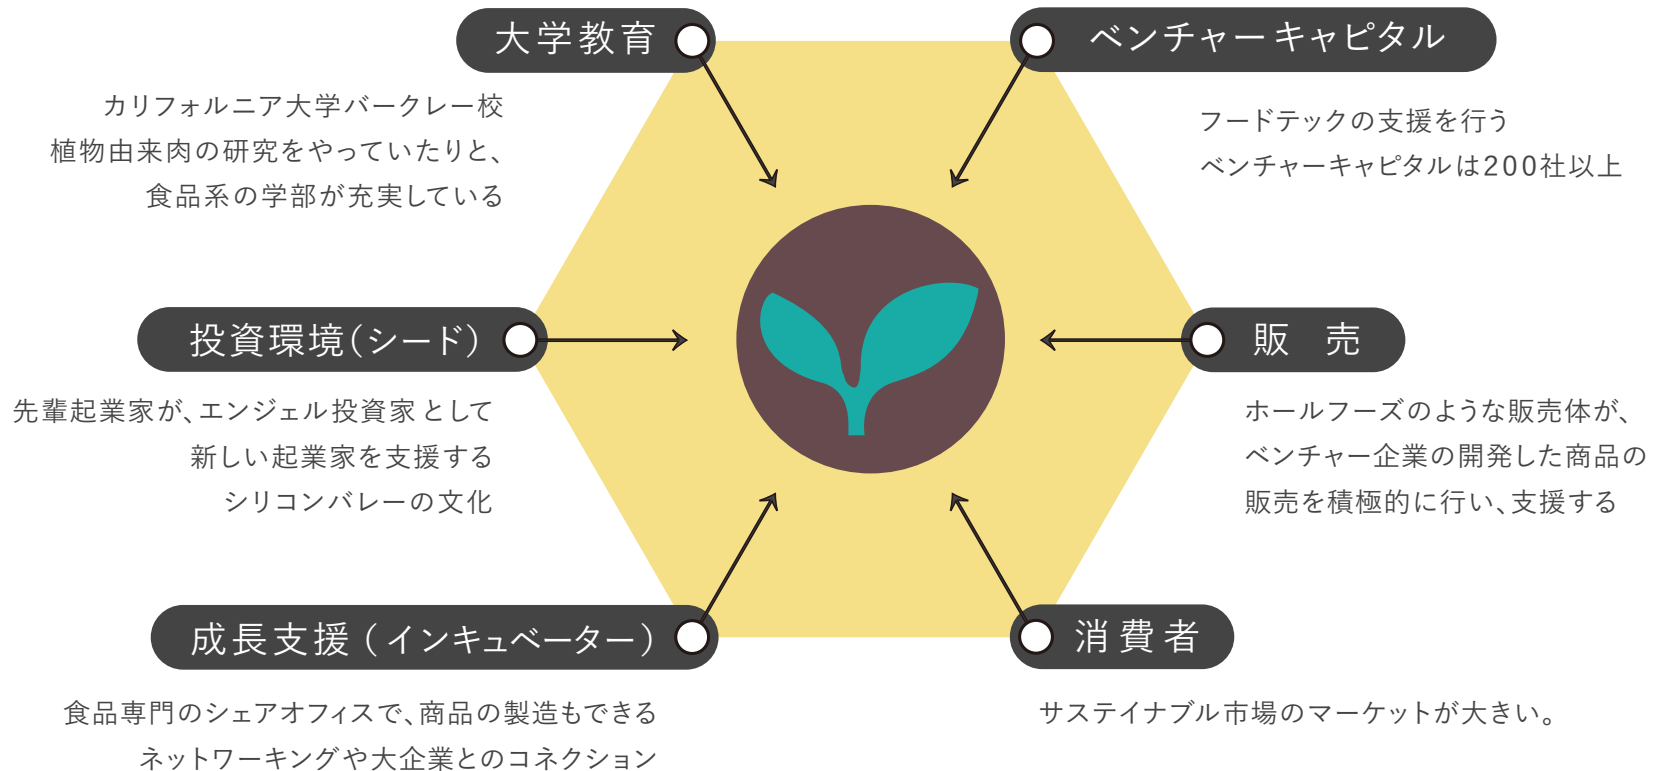 大学教育
カリフォルニア大学バークレー校
植物由来肉の研究をやっていたりと、
食品系の学部が充実している
ベンチャーキャピタル
フードテックの支援を行う
ベンチャーキャピタルは200社以上
投資環境(シード)
先輩起業家が、エンジェル投資家として
新しい起業家を支援する
シリコンバレーの文化
販 売
ホールフーズのような販売体が、
ベンチャー企業の開発した商品の
販売を積極的に行い、支援する
成長支援(インキュベーター)
食品専門のシェアオフィスで、商品の製造もできる
ネットワーキングや大企業とのコネクション
消費者
サステイナブル市場のマーケットが大きい。